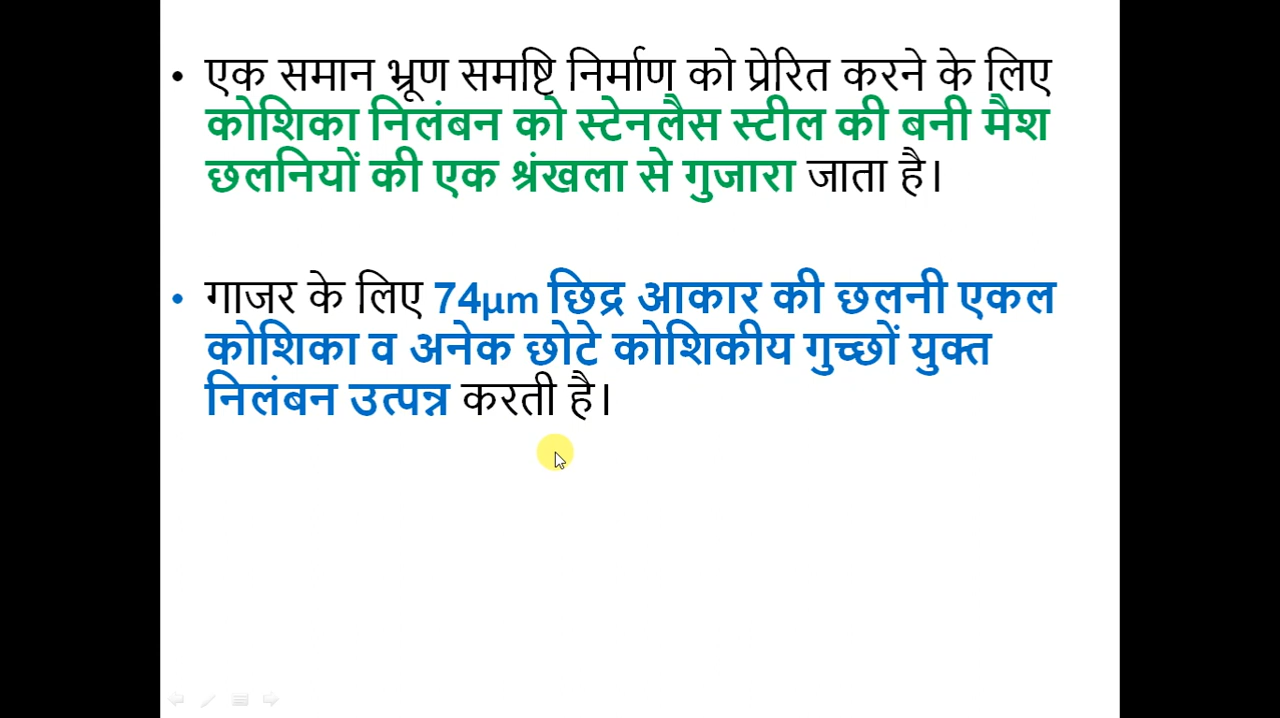 • एक समान भ्रूण समष्टि निर्माण को प्रेरित करने के लिए
कोशिका निलंबन को स्टेनलैस स्टील की बनी मैश
छलनियों की एक श्रंखला से गुजारा जाता है।
• गाजर के लिए 74µm छिद्र आकार की छलनी एकल
कोशिका व अनेक छोटे कोशिकीय गुच्छों युक्त
निलंबन उत्पन्न करती है।